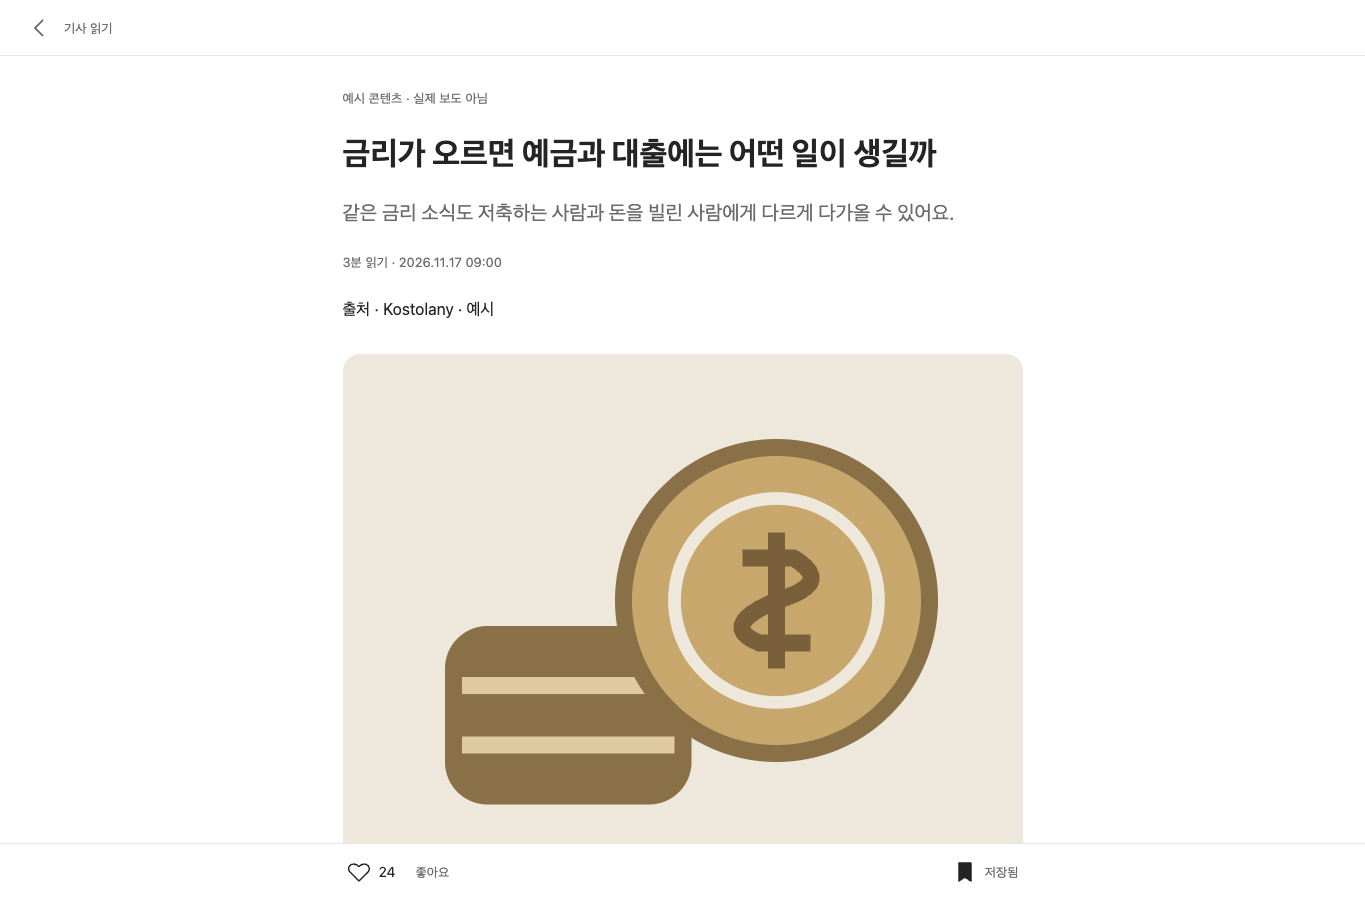 기사 읽기
예시 콘텐츠 · 실제 보도 아님
금리가 오르면 예금과 대출에는 어떤 일이 생길까
같은 금리 소식도 저축하는 사람과 돈을 빌린 사람에게 다르게 다가올 수 있어요.
3분 읽기 · 2026.11.17 09:00
출처 · Kostolany · 예시
24 좋아요 저장됨